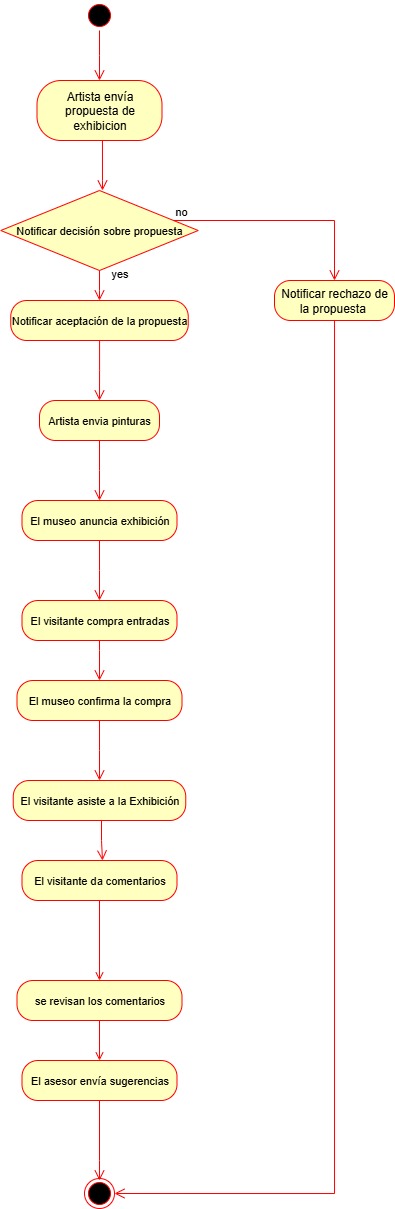 Artista envía
propuesta de
exhibicion
no
Notificar decisión sobre propuesta
yes
Notificar rechazo de
la propuesta
Notificar aceptación de la propuesta
Artista envia pinturas
El museo anuncia exhibición
El visitante compra entradas
El museo confirma la compra
El visitante asiste a la Exhibición
El visitante da comentarios
se revisan los comentarios
El asesor envía sugerencias